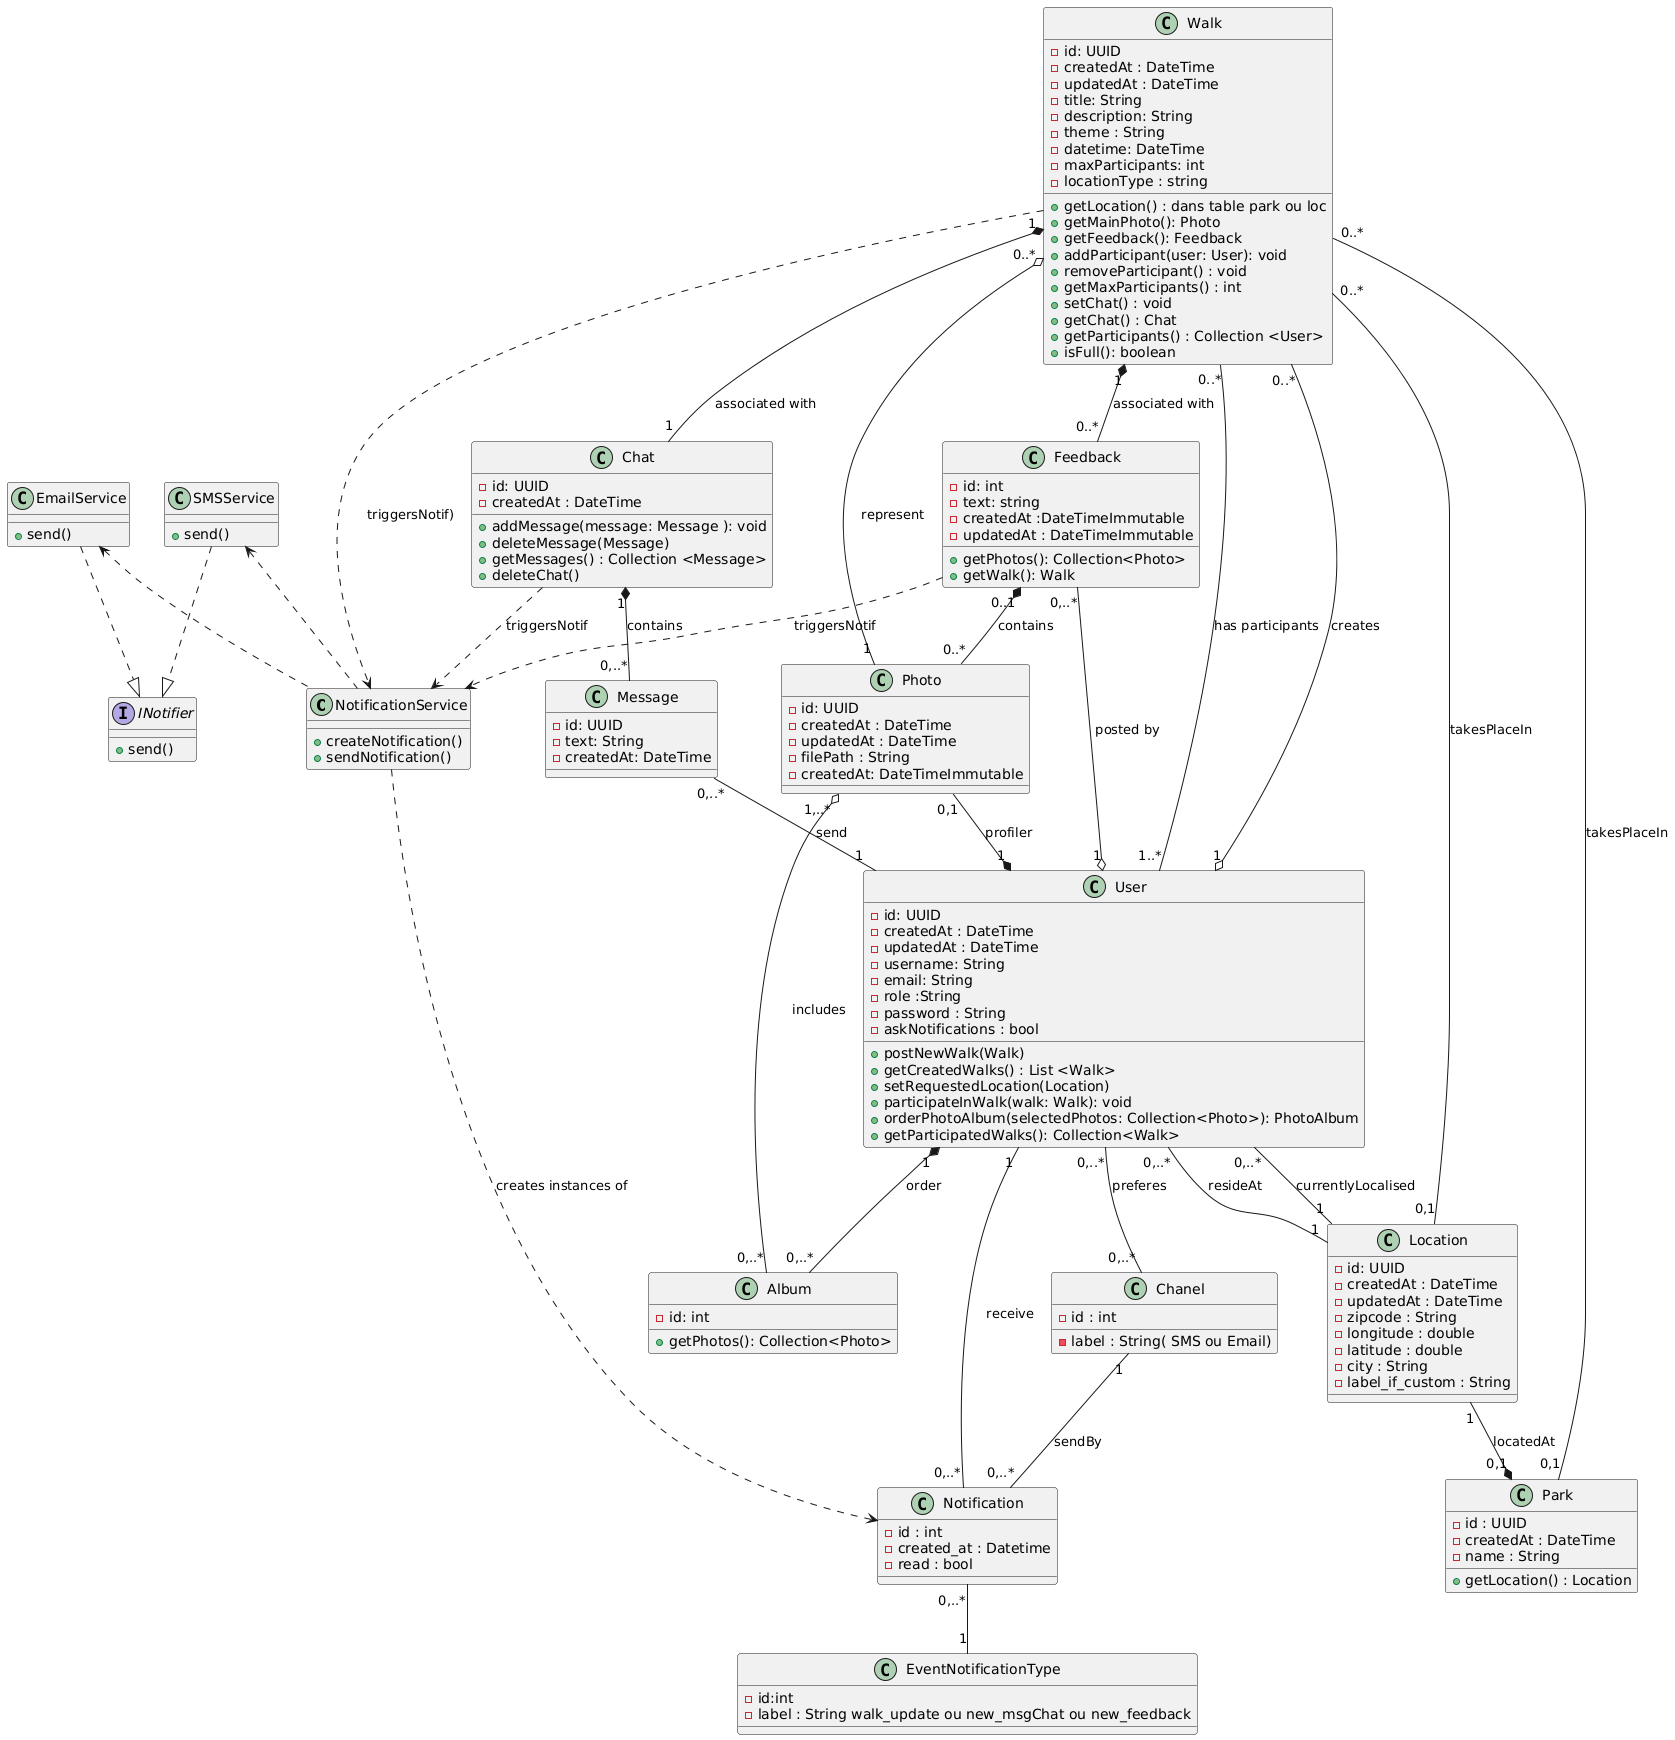 C Walk
id: UUID
createdAt : DateTime
updatedAt : DateTime
title: String
description: String
theme : String
datetime: DateTime
maxParticipants: int
locationType : string
getLocation() : dans table park ou loc
getMainPhoto(): Photo
getFeedback(): Feedback
addParticipant(user: User): void
removeParticipant() : void
getMaxParticipants() : int
setChat() : void
getChat() : Chat
getParticipants() : Collection <User>
isFull(): boolean
1
0..*
0..*
0..*
1
0..*
0..*
associated with
associated with
1
0..*
C EmailService
send()
C SMSService
send()
C Chat
id: UUID
createdAt : DateTime
addMessage(message: Message ): void
deleteMessage(Message)
getMessages() : Collection <Message>
deleteChat()
C Feedback
id: int
text: string
createdAt :DateTimeImmutable
updatedAt : DateTimeImmutable
getPhotos(): Collection<Photo>
getWalk(): Walk
triggersNotif)
represent
1
0..1
0,..*
triggersNotif
contains
triggersNotif
contains
has participants
creates
0,..*
1
0..*
I INotifier
send()
C NotificationService
createNotification()
sendNotification()
C Message
id: UUID
text: String
createdAt: DateTime
C Photo
id: UUID
createdAt : DateTime
updatedAt : DateTime
filePath : String
createdAt: DateTimeImmutable
posted by
takesPlaceIn
takesPlaceIn
0,..*
1,..*
0,1
send
profiler
1
1
1
1..*
1
C User
id: UUID
createdAt : DateTime
updatedAt : DateTime
username: String
email: String
role :String
password : String
askNotifications : bool
postNewWalk(Walk)
getCreatedWalks() : List <Walk>
setRequestedLocation(Location)
participateInWalk(walk: Walk): void
orderPhotoAlbum(selectedPhotos: Collection<Photo>): PhotoAlbum
getParticipatedWalks(): Collection<Walk>
includes
1
1
0,..*
0,..*
0,..*
creates instances of
order
preferes
resideAt
currentlyLocalised
1
0,1
1
0,..*
0,..*
0,..*
C Album
id: int
getPhotos(): Collection<Photo>
receive
C Chanel
id : int
label : String( SMS ou Email)
C Location
id: UUID
createdAt : DateTime
updatedAt : DateTime
zipcode : String
longitude : double
latitude : double
city : String
label_if_custom : String
1
1
sendBy
locatedAt
0,..*
0,..*
0,1
0,1
C Notification
id : int
created_at : Datetime
read : bool
C Park
id : UUID
createdAt : DateTime
name : String
getLocation() : Location
0,..*
1
C EventNotificationType
id:int
label : String walk_update ou new_msgChat ou new_feedback